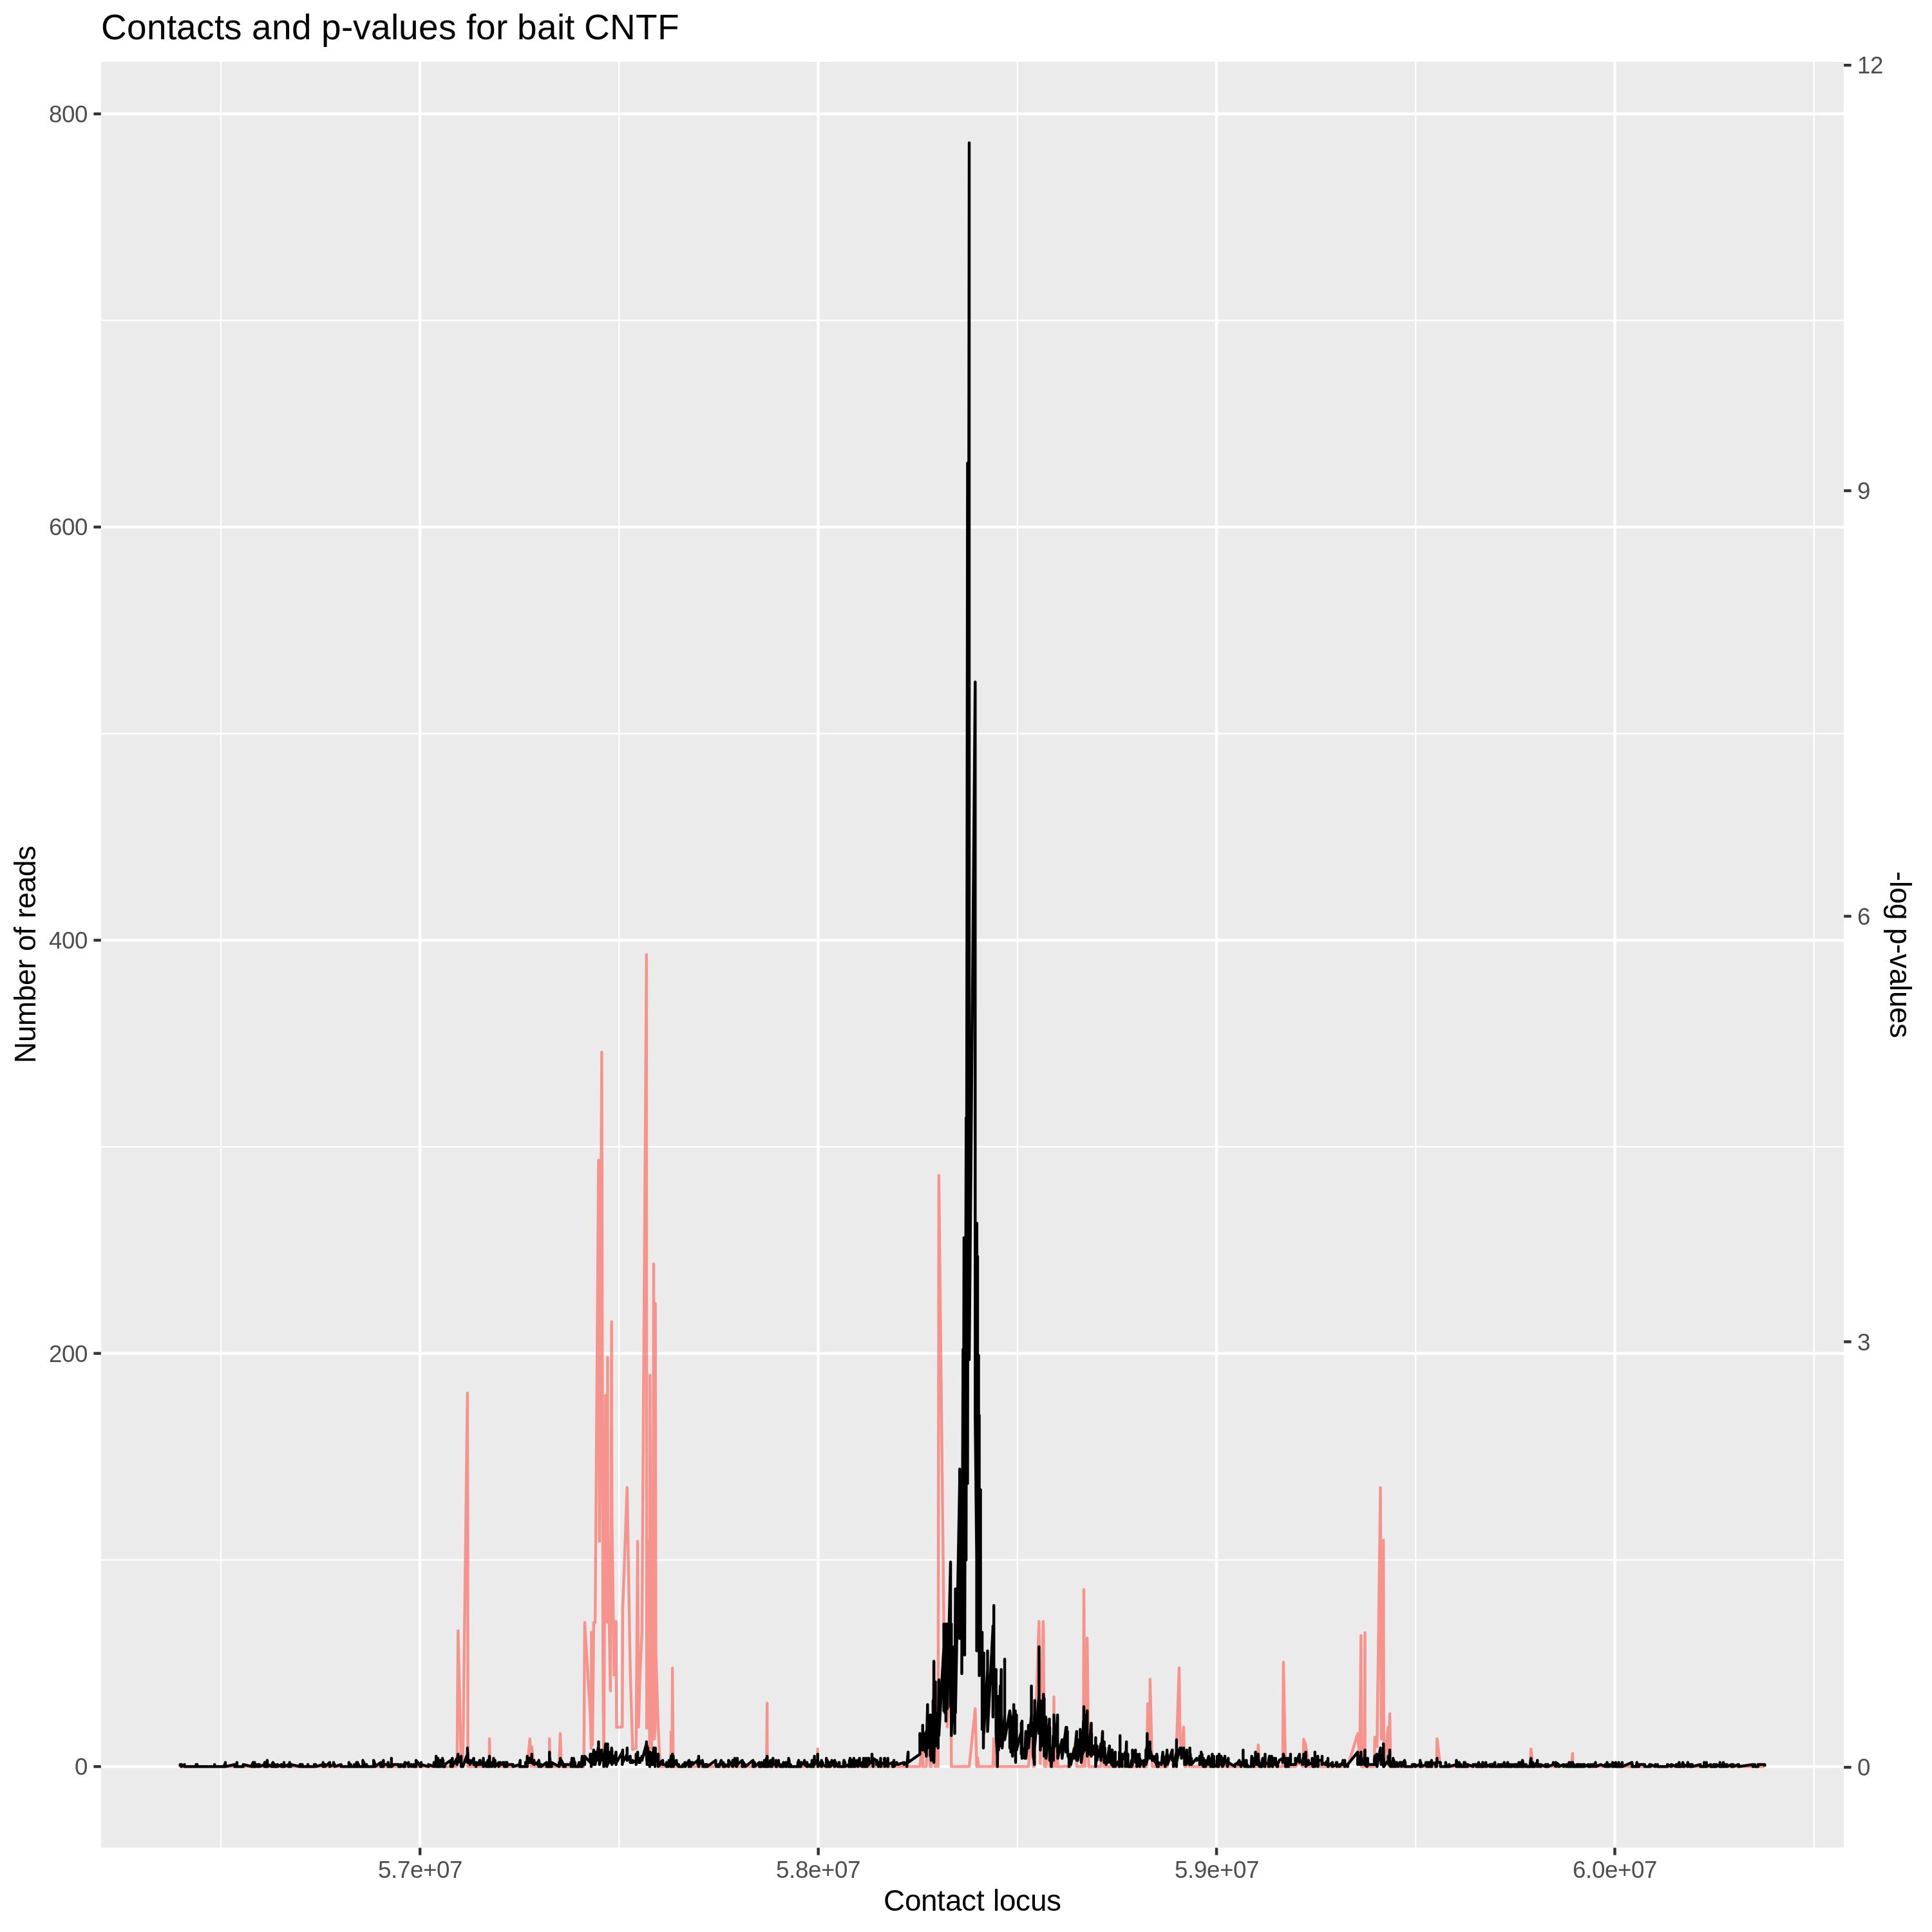 Contacts and p-values for bait CNTF
800
600
400
200
0
Number of reads
12
9
6
3
0
-log p-values
5.7e+07
5.8e+07
5.9e+07
6.0e+07
Contact locus